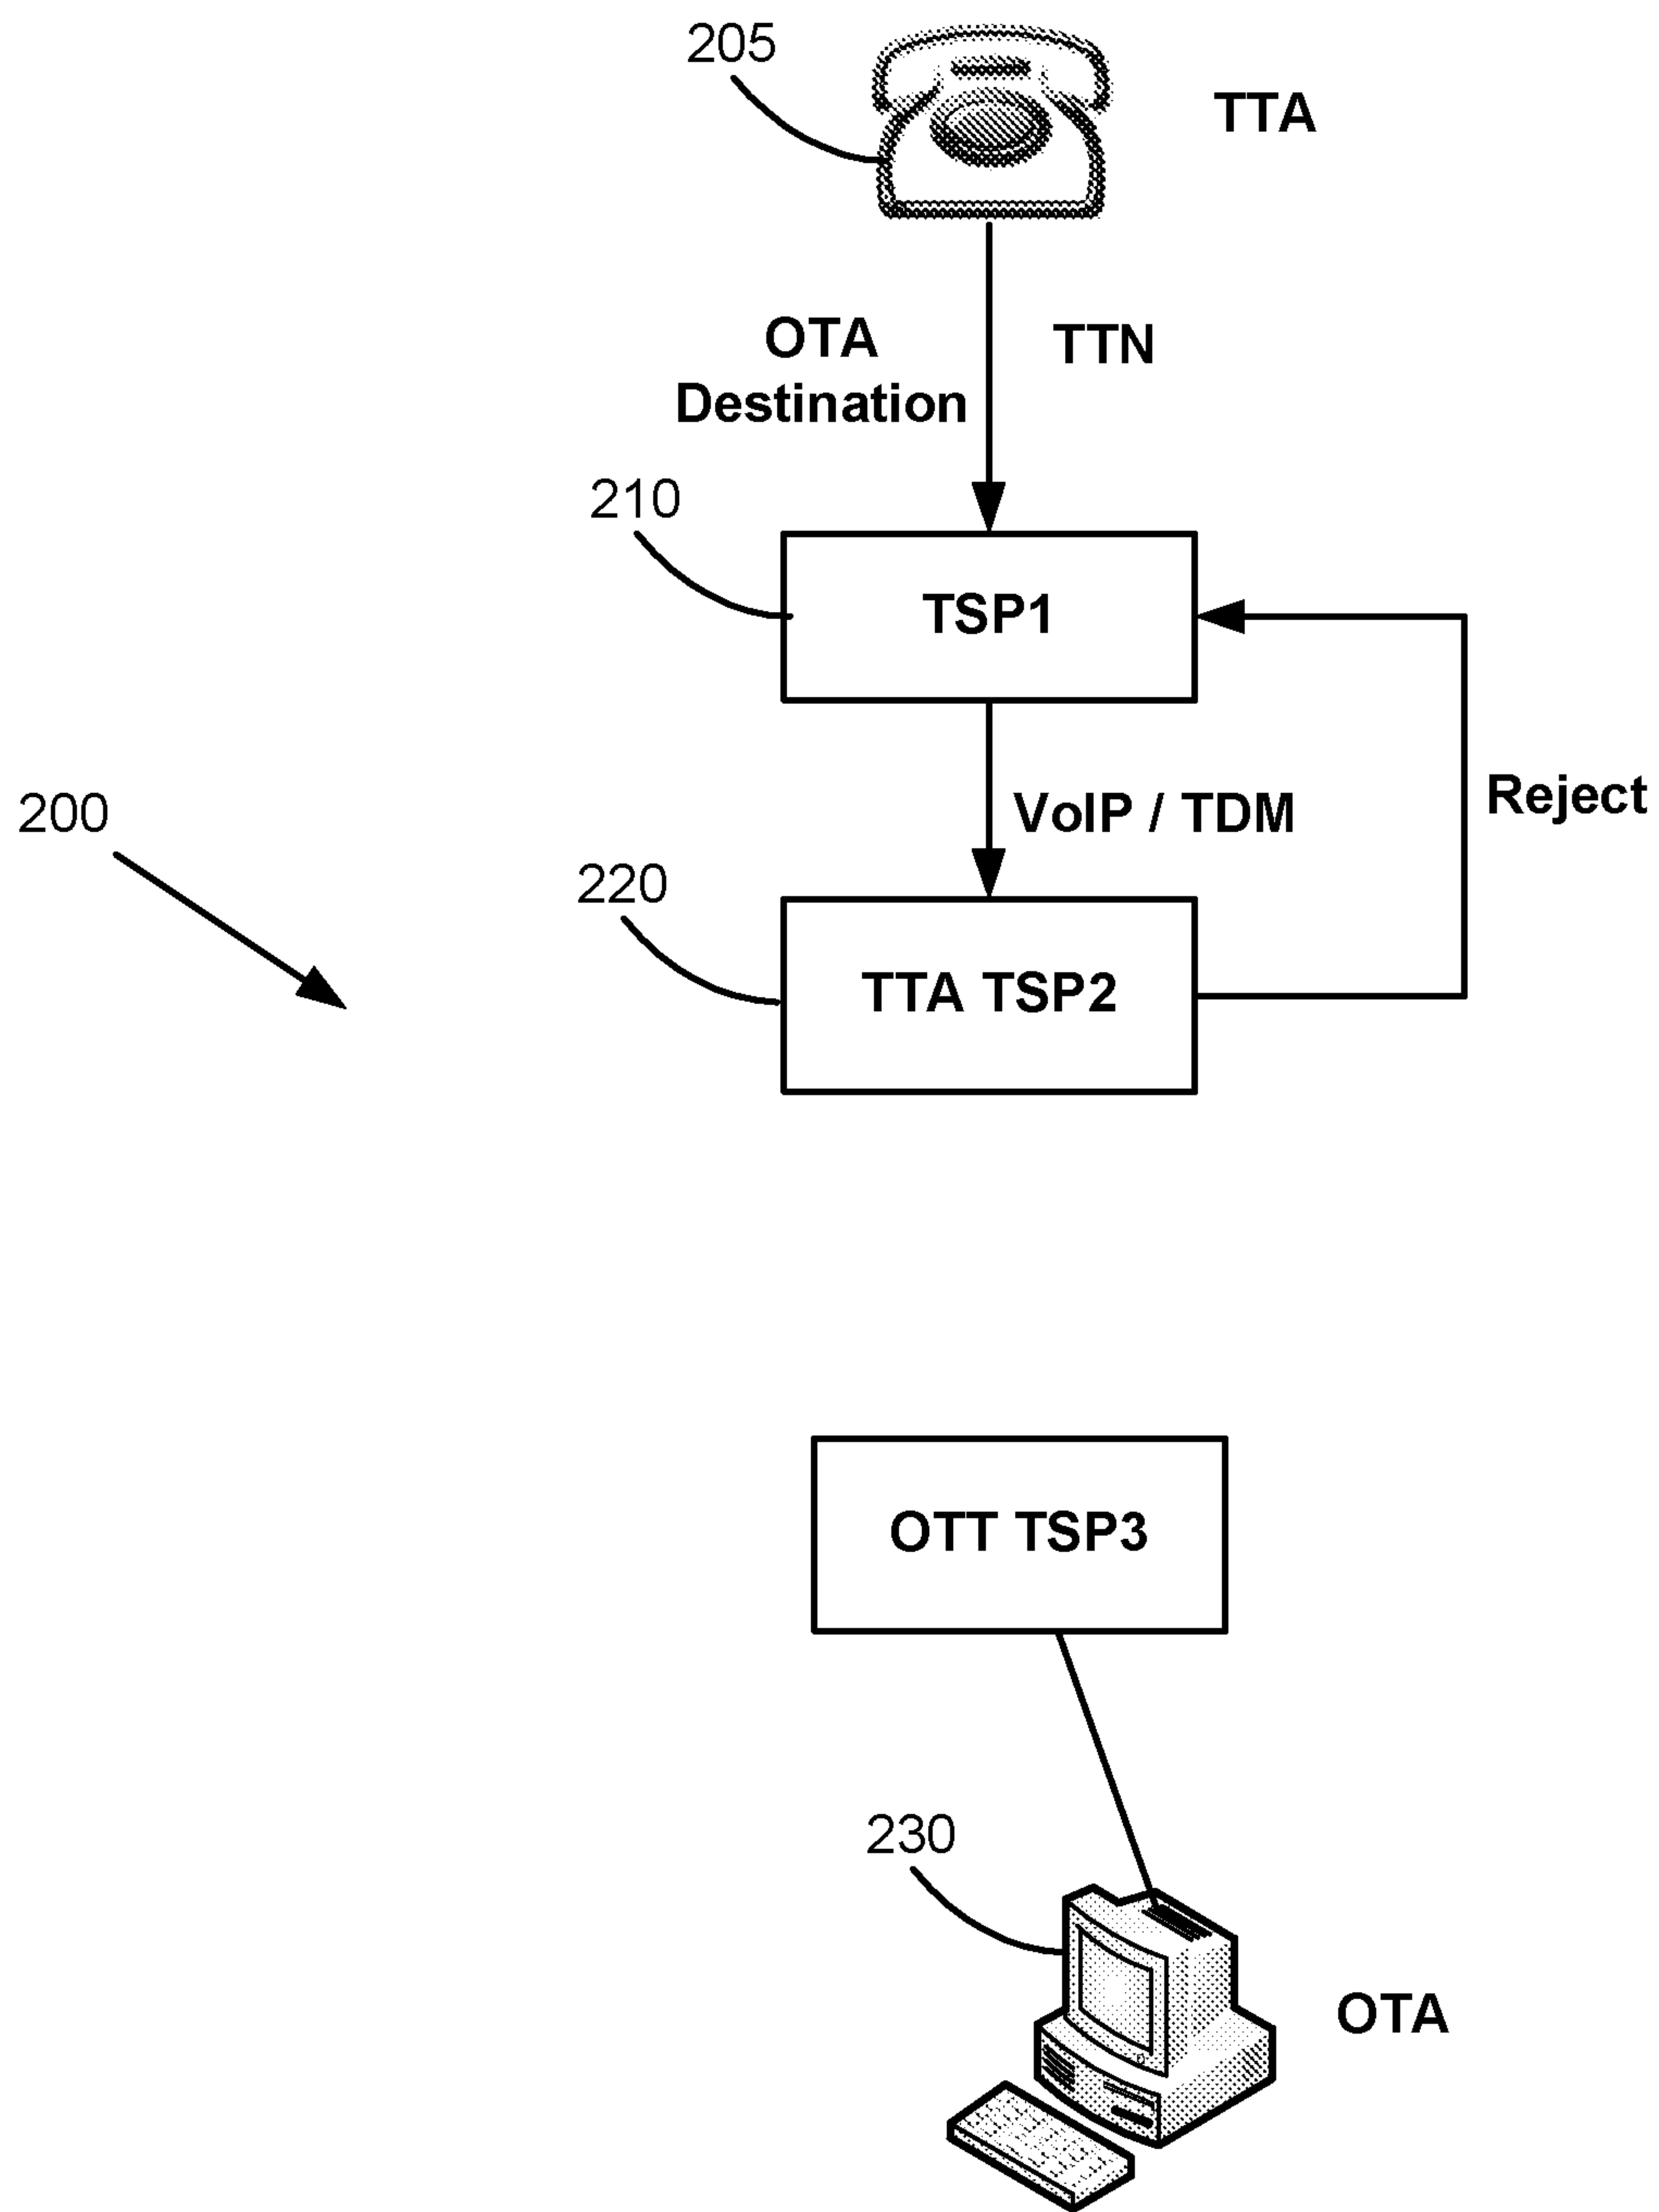 205
TTA
OTA
Destination
TTN
210
TSP1
200
VoIP / TDM
Reject
220
TTA TSP2
OTT TSP3
230
OTA